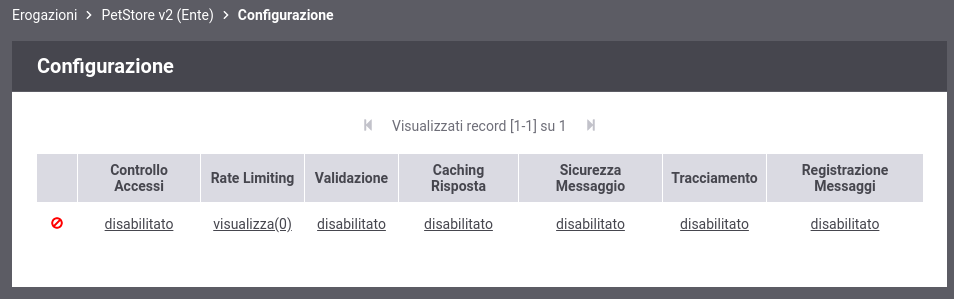 Erogazioni > PetStore v2 (Ente) > Configurazione
Configurazione
Visualizzati record [1-1] su 1
Controllo Accessi Rate Limiting Validazione Caching Risposta Sicurezza Messaggio Tracciamento Registrazione Messaggi
disabilitato visualizza(0) disabilitato disabilitato disabilitato disabilitato disabilitato